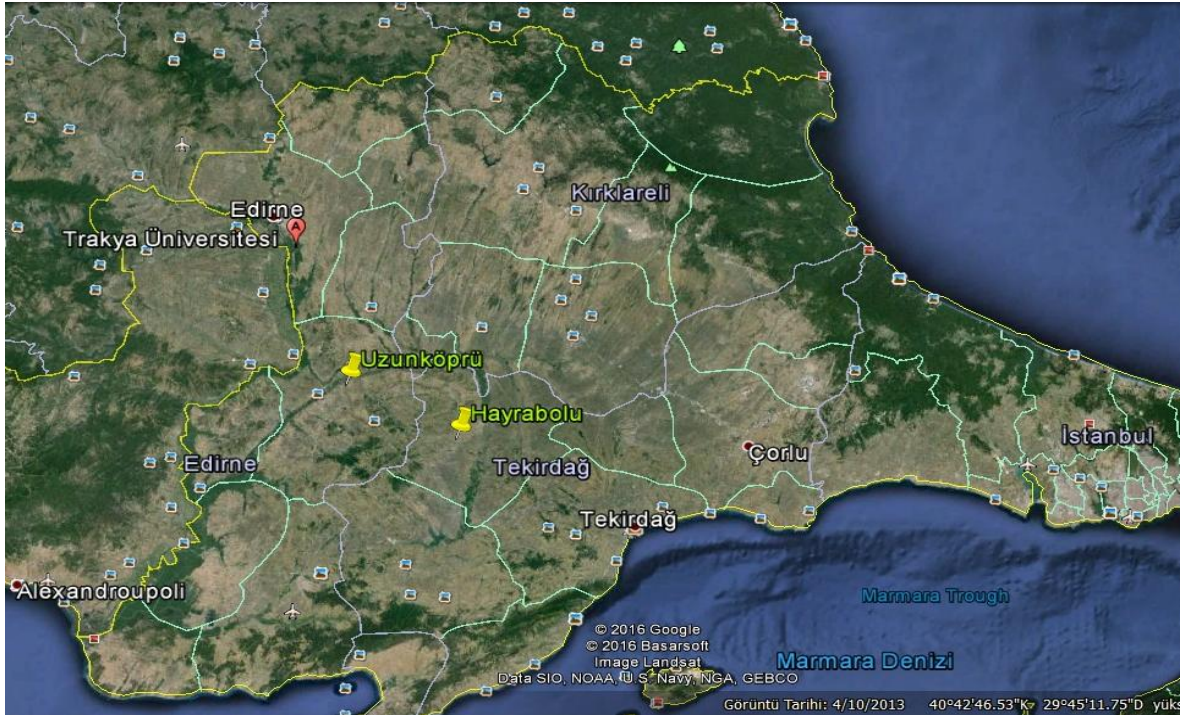 Kırklareli
Edirne
A
Trakya Üniversitesi
Uzunköprü
Hayrabolu
Edirne
Tekirdağ
Çorlu
İstanbul
Tekirdağ
Alexandroupoli
Marmara Trough
© 2016 Google
© 2016 Basarsoft
Image Landsat
Marmara Denizi
Data SIO, NOAA, U.S. Navy, NGA, GEBCO
Görüntü Tarihi: 4/10/2013 40°42'46.53"K 29°45'11.75"D yüks